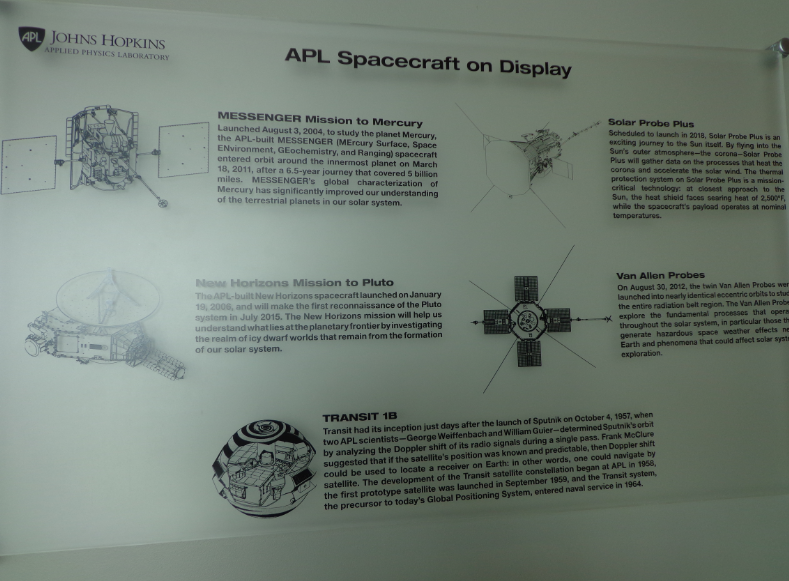 APL
JOHNS HOPKINS
APPLIED PHYSICS LABORATORY
APL Spacecraft on Display
MESSENGER Mission to Mercury
Launched August 3, 2004, to study the planet Mercury,
the APL-built MESSENGER (MErcury Surface, Space
ENvironment, GEochemistry, and Ranging) spacecraft
entered orbit around the innermost planet on March
18, 2011, after a 6.5-year journey that covered 5 billion
miles. MESSENGER's global characterization of
Mercury has significantly improved our understanding
of the terrestrial planets in our solar system.
Solar Probe Plus
Scheduled to launch in 2018, Solar Probe Plus is an
exciting journey to the Sun itself. By flying into the
Sun's outer atmosphere—the corona—Solar Probe
Plus will gather data on the processes that heat the
corona and accelerate the solar wind. The thermal
protection system on Solar Probe Plus is a mission-
critical technology: at closest approach to the
Sun, the heat shield faces searing heat of 2,500°F,
while the spacecraft's payload operates at nominal
temperatures.
New Horizons Mission to Pluto
The APL-built New Horizons spacecraft launched on January
19, 2006, and will make the first reconnaissance of the Pluto
system in July 2015. The New Horizons mission will help us
understand what lies at the planetary frontier by investigating
the realm of icy dwarf worlds that remain from the formation
of our solar system.
Van Allen Probes
On August 30, 2012, the twin Van Allen Probes wer
launched into nearly identical eccentric orbits to stud
the entire radiation belt region. The Van Allen Probe
explore the fundamental processes that opera
throughout the solar system, in particular those th
generate hazardous space weather effects ne
Earth and phenomena that could affect solar syst
exploration.
TRANSIT 1B
Transit had its inception just days after the launch of Sputnik on October 4, 1957, when
two APL scientists—George Weiffenbach and William Guier—determined Sputnik's orbit
by analyzing the Doppler shift of its radio signals during a single pass. Frank McClure
suggested that if the satellite's position was known and predictable, then Doppler shift
could be used to locate a receiver on Earth: in other words, one could navigate by
satellite. The development of the Transit satellite constellation began at APL in 1958,
the first prototype satellite was launched in September 1959, and the Transit system,
the precursor to today's Global Positioning System, entered naval service in 1964.